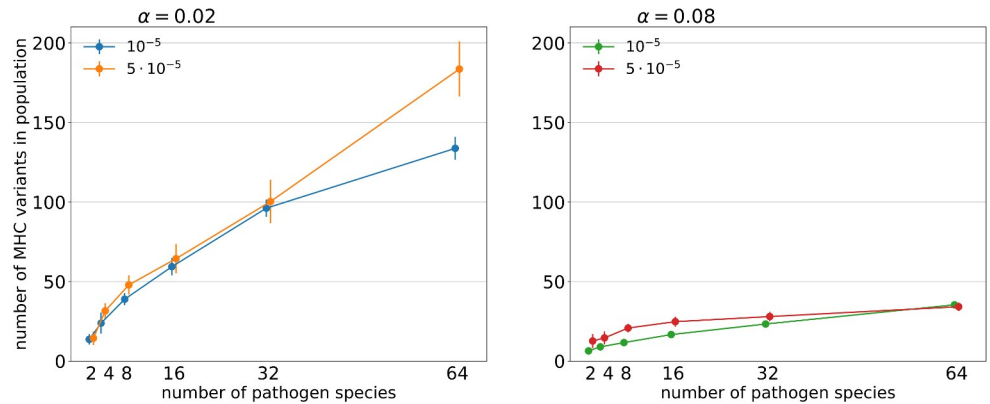 α = 0.02
number of MHC variants in population
200
150
100
50
0
10⁻⁵
5 · 10⁻⁵
2 4 8 16 32 64
number of pathogen species
α = 0.08
200
150
100
50
0
10⁻⁵
5 · 10⁻⁵
2 4 8 16 32 64
number of pathogen species